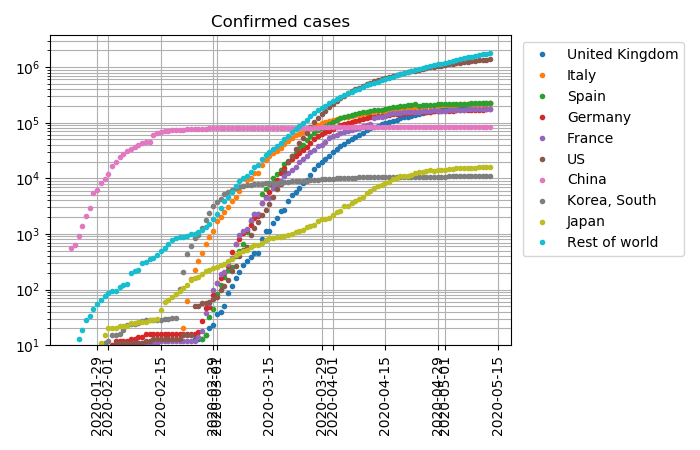 Confirmed cases
10^6
10^5
10^4
10^3
10^2
10^1
2020-01-29
2020-02-01
2020-02-15
2020-02-29
2020-03-01
2020-03-15
2020-03-29
2020-04-01
2020-04-15
2020-04-29
2020-05-01
2020-05-15
United Kingdom
Italy
Spain
Germany
France
US
China
Korea, South
Japan
Rest of world